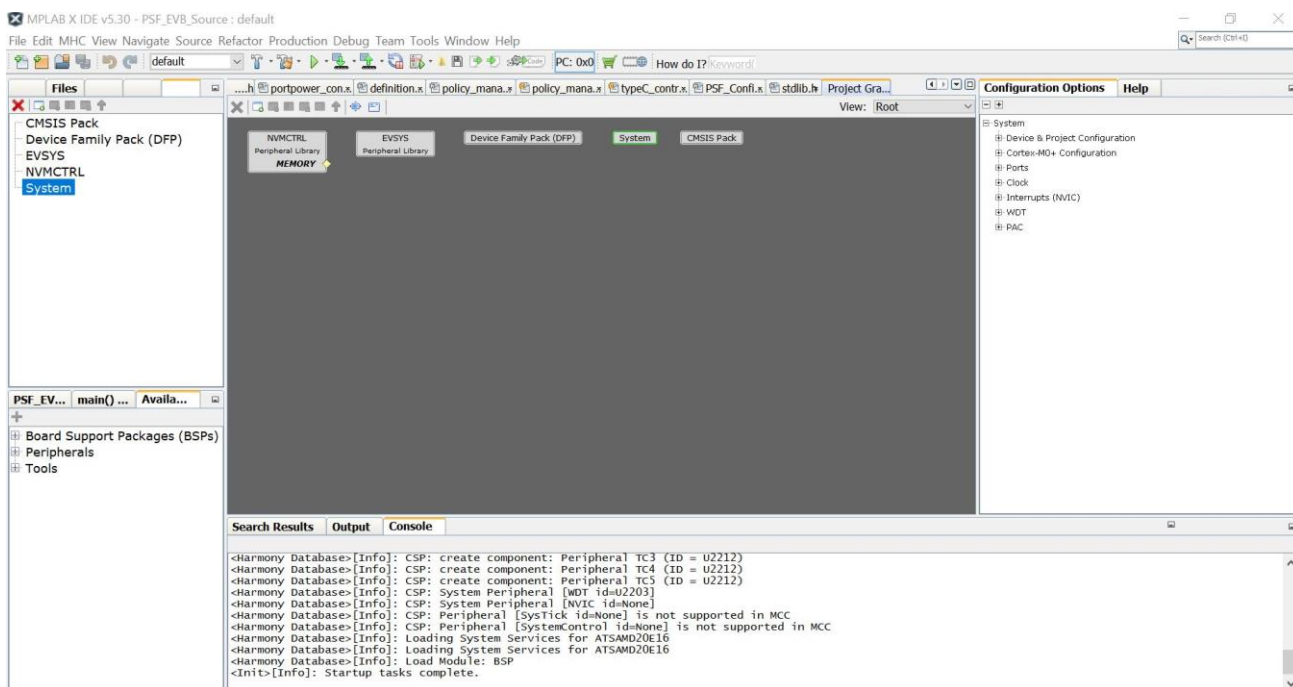 MPLAB X IDE v5.30 - PSF_EVB_Source : default
File Edit MHC View Navigate Source Refactor Production Debug Team Tools Window Help
Search (Ctrl+I)
default
PC: 0x0
How do I?
Files
CMSIS Pack
Device Family Pack (DFP)
EVSYS
NVMCTRL
System
PSF_EV... main() ... Availa...
Board Support Packages (BSPs)
Peripherals
Tools
....h portpower_con. definition. policy_mana.. policy_mana.. typeC_contr. PSF_Confi. stdlib.h Project Gra...
View: Root
NVMCTRL
Peripheral Library
MEMORY
EVSYS
Peripheral Library
Device Family Pack (DFP)
System
CMSIS Pack
Configuration Options Help
System
Device & Project Configuration
Cortex-M0+ Configuration
Ports
Clock
Interrupts (NVIC)
WDT
PAC
Search Results Output Console
<Harmony Database>[Info]: CSP: create component: Peripheral TC3 (ID = U2212)
<Harmony Database>[Info]: CSP: create component: Peripheral TC4 (ID = U2212)
<Harmony Database>[Info]: CSP: create component: Peripheral TC5 (ID = U2212)
<Harmony Database>[Info]: CSP: System Peripheral [WDT id=U2203]
<Harmony Database>[Info]: CSP: System Peripheral [NVIC id=None]
<Harmony Database>[Info]: CSP: Peripheral [SysTick id=None] is not supported in MCC
<Harmony Database>[Info]: CSP: Peripheral [SystemControl id=None] is not supported in MCC
<Harmony Database>[Info]: Loading System Services for ATSAMD20E16
<Harmony Database>[Info]: Loading System Services for ATSAMD20E16
<Harmony Database>[Info]: Load Module: BSP
<Init>[Info]: Startup tasks complete.